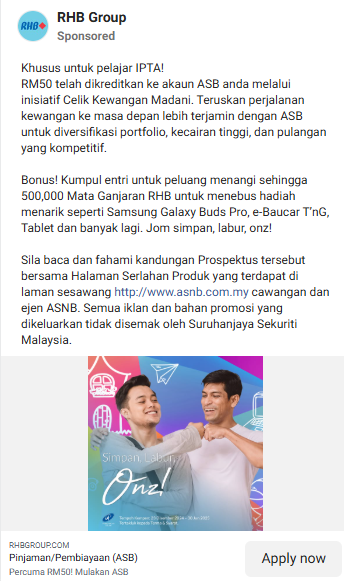 RHB
RHB Group
Sponsored
Khusus untuk pelajar IPTA!
RM50 telah dikreditkan ke akaun ASB anda melalui
inisiatif Celik Kewangan Madani. Teruskan perjalanan
kewangan ke masa depan lebih terjamin dengan ASB
untuk diversifikasi portfolio, kecairan tinggi, dan pulangan
yang kompetitif.
Bonus! Kumpul entri untuk peluang menangi sehingga
500,000 Mata Ganjaran RHB untuk menebus hadiah
menarik seperti Samsung Galaxy Buds Pro, e-Baucar T’nG,
Tablet dan banyak lagi. Jom simpan, labur, onz!
Sila baca dan fahami kandungan Prospektus tersebut
bersama Halaman Serlahan Produk yang terdapat di
laman sesawang http://www.asnb.com.my cawangan dan
ejen ASNB. Semua iklan dan bahan promosi yang
dikeluarkan tidak disemak oleh Suruhanjaya Sekuriti
Malaysia.
Simpan, Labur,
Onz!
RHBGROUP.COM
Pinjaman/Pembiayaan (ASB)
Percuma RM50! Mulakan ASB
Apply now